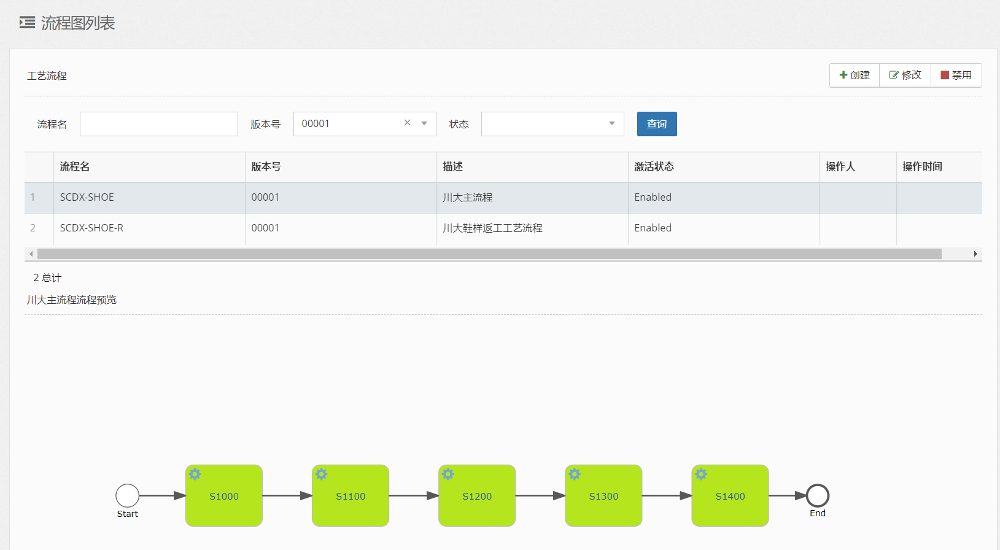 流程图列表
工艺流程
创建 修改 禁用
流程名 版本号 00001 状态 查询
流程名 版本号 描述 激活状态 操作人 操作时间
1 SCDX-SHOE 00001 川大主流程 Enabled
2 SCDX-SHOE-R 00001 川大鞋样返工工艺流程 Enabled
2 总计
川大主流程流程预览
S1000 S1100 S1200 S1300 S1400
Start End